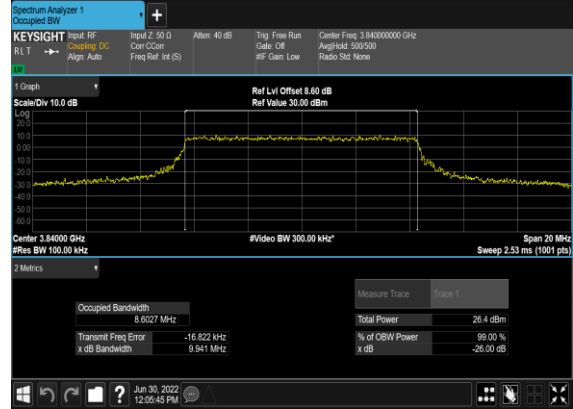 Spectrum Analyzer 1
Occupied BW
KEYSIGHT Input: RF Input Z: 50 Ω Atten: 40 dB Trig: Free Run Center Freq: 3.840000000 GHz
RLT Coupling: DC Corr CCorr Gate: Off Avg|Hold: 500/500
Align: Auto Freq Ref: Int (S) #IF Gain: Low Radio Std: None
1 Graph
Ref Lvl Offset 8.60 dB
Scale/Div 10.0 dB Ref Value 30.00 dBm
Log
20.0
10.0
0.00
-10.0
-20.0
-30.0
-40.0
-50.0
-60.0
Center 3.84000 GHz #Video BW 300.00 kHz* Span 20 MHz
#Res BW 100.00 kHz Sweep 2.53 ms (1001 pts)
2 Metrics
Measure Trace Trace 1
Occupied Bandwidth
8.6027 MHz Total Power 26.4 dBm
Transmit Freq Error -16.822 kHz % of OBW Power 99.00 %
x dB Bandwidth 9.941 MHz x dB -26.00 dB
Jun 30, 2022
12:05:45 PM